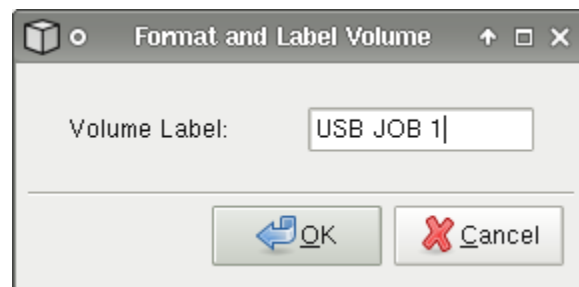 Format and Label Volume
Volume Label: USB JOB 1
OK Cancel